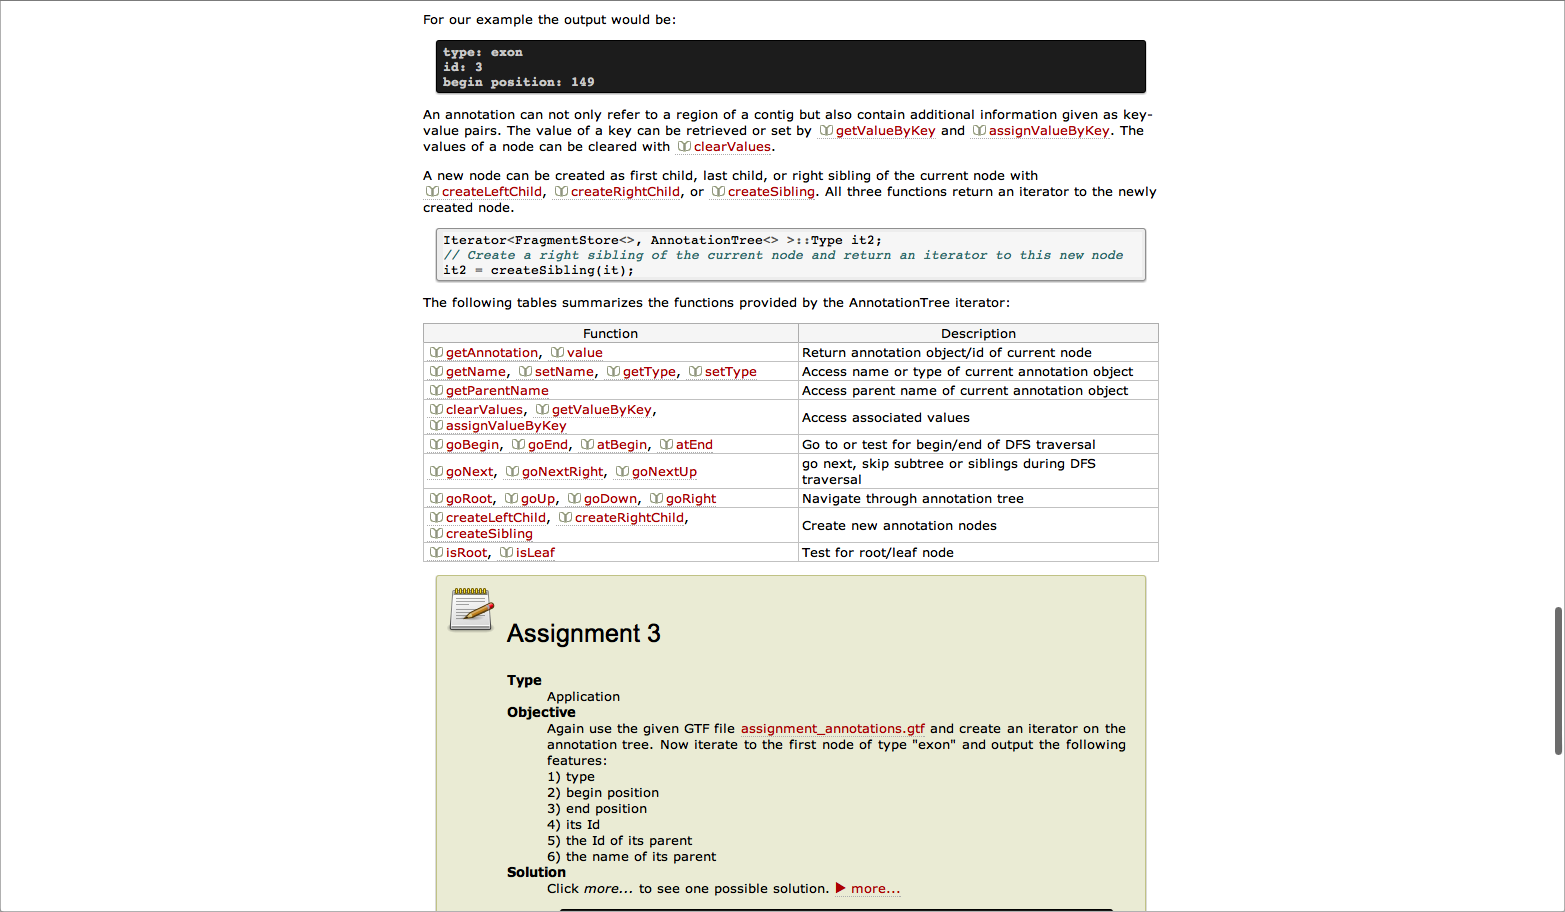 For our example the output would be:
type: exon
id: 3
begin position: 149
An annotation can not only refer to a region of a contig but also contain additional information given as key-
value pairs. The value of a key can be retrieved or set by getValueByKey and assignValueByKey. The
values of a node can be cleared with clearValues.
A new node can be created as first child, last child, or right sibling of the current node with
createLeftChild, createRightChild, or createSibling. All three functions return an iterator to the newly
created node.
Iterator<FragmentStore<>, AnnotationTree<> >::Type it2;
// Create a right sibling of the current node and return an iterator to this new node
it2 = createSibling(it);
The following tables summarizes the functions provided by the AnnotationTree iterator:
Function Description
getAnnotation, value Return annotation object/id of current node
getName, setName, getType, setType Access name or type of current annotation object
getParentName Access parent name of current annotation object
clearValues, getValueByKey,
assignValueByKey
Access associated values
goBegin, goEnd, atBegin, atEnd Go to or test for begin/end of DFS traversal
goNext, goNextRight, goNextUp
go next, skip subtree or siblings during DFS
traversal
goRoot, goUp, goDown, goRight Navigate through annotation tree
createLeftChild, createRightChild,
createSibling
Create new annotation nodes
isRoot, isLeaf Test for root/leaf node
Assignment 3
Type
Application
Objective
Again use the given GTF file assignment_annotations.gtf and create an iterator on the
annotation tree. Now iterate to the first node of type "exon" and output the following
features:
1) type
2) begin position
3) end position
4) its Id
5) the Id of its parent
6) the name of its parent
Solution
Click more... to see one possible solution. more...